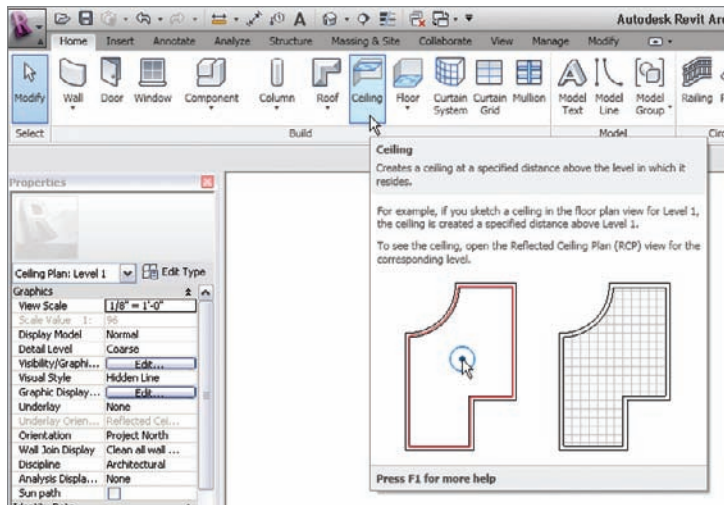 Autodesk Revit Arc
Home Insert Annotate Analyze Structure Massing & Site Collaborate View Manage Modify
Modify Wall Door Window Component Column Roof Ceiling Floor Curtain System Curtain Grid Mullion Model Text Model Line Model Group Railing
Select Build Model Circ
Ceiling
Creates a ceiling at a specified distance above the level in which it
resides.
For example, if you sketch a ceiling in the floor plan view for Level 1,
the ceiling is created a specified distance above Level 1.
To see the ceiling, open the Reflected Ceiling Plan (RCP) view for the
corresponding level.
Press F1 for more help
Properties
Ceiling Plan: Level 1 Edit Type
Graphics
View Scale 1/8" = 1'-0"
Scale Value 1: 96
Display Model Normal
Detail Level Coarse
Visibility/Graphi... Edit...
Visual Style Hidden Line
Graphic Display... Edit...
Underlay None
Underlay Orien... Reflected Cei...
Orientation Project North
Wall Join Display Clean all wall ...
Discipline Architectural
Analysis Displa... None
Sun path